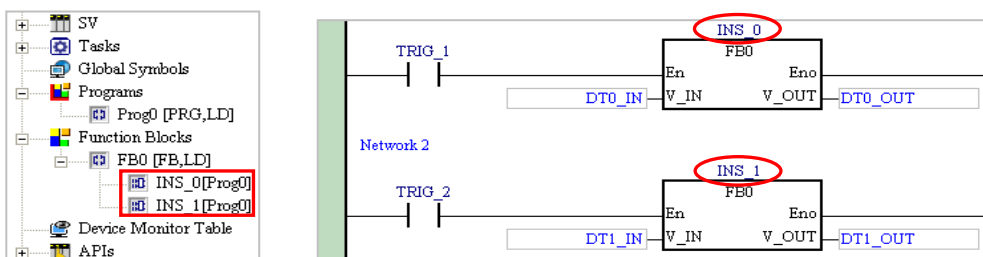 SV
Tasks
Global Symbols
Programs
Prog0 [PRG,LD]
Function Blocks
FB0 [FB,LD]
INS_0[Prog0]
INS_1[Prog0]
Device Monitor Table
APIs
INS_0
TRIG_1
FB0
En Eno
DT0_IN V_IN V_OUT DT0_OUT
Network 2
INS_1
TRIG_2
FB0
En Eno
DT1_IN V_IN V_OUT DT1_OUT